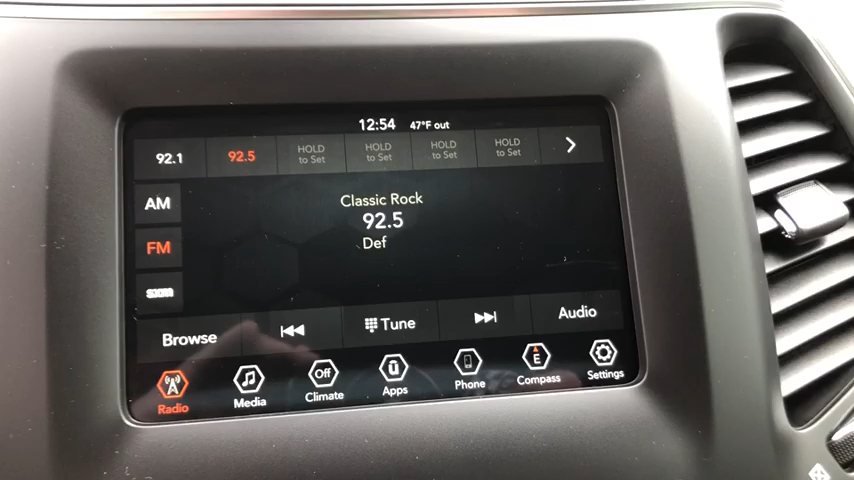 12:54 47°F out
92.1 92.5 HOLD to Set HOLD to Set HOLD to Set HOLD to Set >
AM
Classic Rock
92.5
FM
Def
sxm
Browse Tune Audio
Radio Media Off Climate ū Apps Phone E Compass Settings